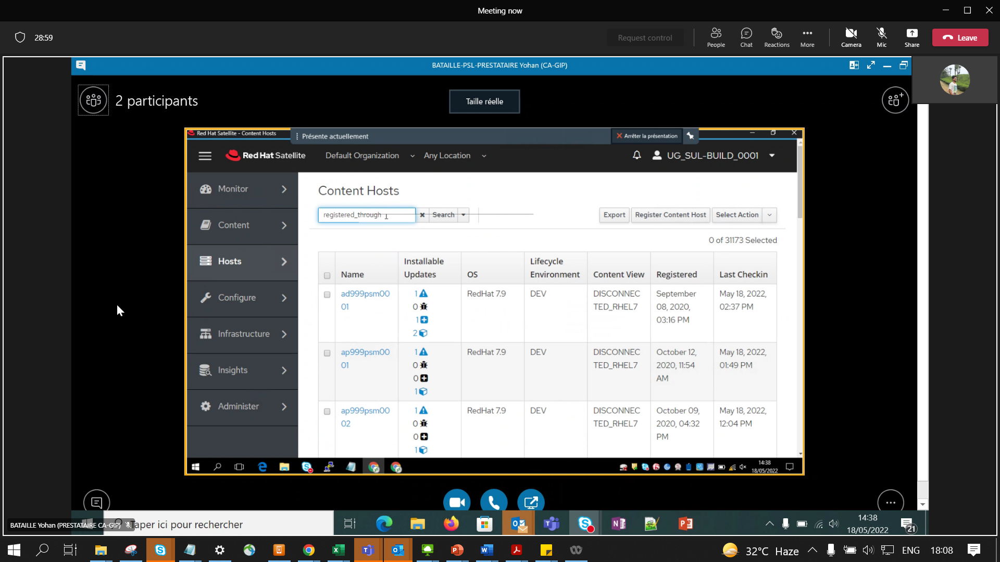 Meeting now
28:59
Request control
People
Chat
Reactions
More
Camera
Mic
Share
Leave
BATAILLE-PSL-PRESTATAIRE Yohan (CA-GIP)
2 participants
Taille réelle
Red Hat Satellite - Content Hosts
Présente actuellement
Arrêter la présentation
Red Hat Satellite
Default Organization
Any Location
UG_SUL-BUILD_0001
Monitor
Content
Hosts
Configure
Infrastructure
Insights
Administer
Content Hosts
registered_through
Search
Export
Register Content Host
Select Action
0 of 31173 Selected
Name
Installable
Updates
OS
Lifecycle
Environment
Content View
Registered
Last Checkin
ad999psm00
01
1
0
1
2
RedHat 7.9
DEV
DISCONNEC
TED_RHEL7
September
08, 2020,
03:16 PM
May 18, 2022,
02:37 PM
ap999psm00
01
1
0
0
1
RedHat 7.9
DEV
DISCONNEC
TED_RHEL7
October 12,
2020, 11:54
AM
May 18, 2022,
01:49 PM
ap999psm00
02
1
0
0
1
RedHat 7.9
DEV
DISCONNEC
TED_RHEL7
October 09,
2020, 04:32
PM
May 18, 2022,
12:04 PM
14:38
18/05/2022
BATAILLE Yohan (PRESTATAIRE CA-GIP)
Taper ici pour rechercher
14:38
18/05/2022
21
32°C Haze
ENG
18:08